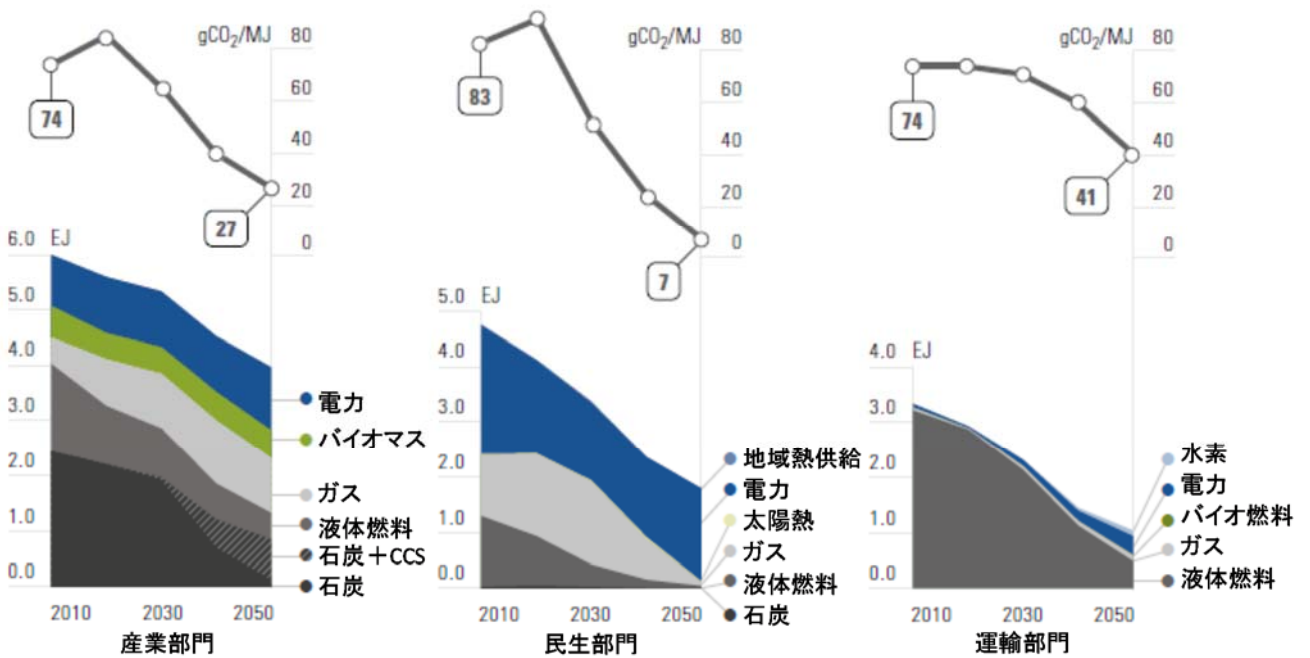 gCO2/MJ
80
60
40
20
0
74
27
6.0 EJ
5.0
4.0
3.0
2.0
1.0
0.0
電力
バイオマス
ガス
液体燃料
石炭+CCS
石炭
2010 2030 2050
産業部門
gCO2/MJ
80
60
40
20
0
83
7
5.0 EJ
4.0
3.0
2.0
1.0
0.0
地域熱供給
電力
太陽熱
ガス
液体燃料
石炭
2010 2030 2050
民生部門
gCO2/MJ
80
60
40
20
0
74
41
4.0 EJ
3.0
2.0
1.0
0.0
水素
電力
バイオ燃料
ガス
液体燃料
2010 2030 2050
運輸部門